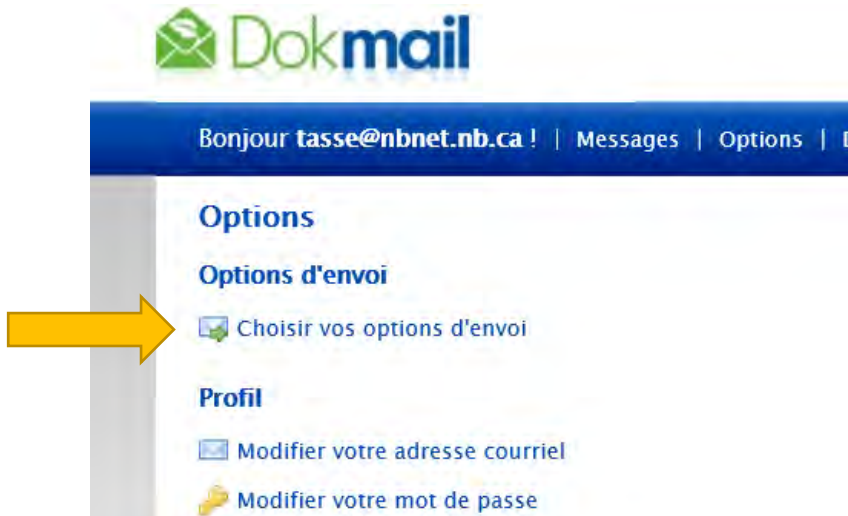 Dokmail
Bonjour tasse@nbnet.nb.ca ! | Messages | Options |
Options
Options d'envoi
Choisir vos options d'envoi
Profil
Modifier votre adresse courriel
Modifier votre mot de passe